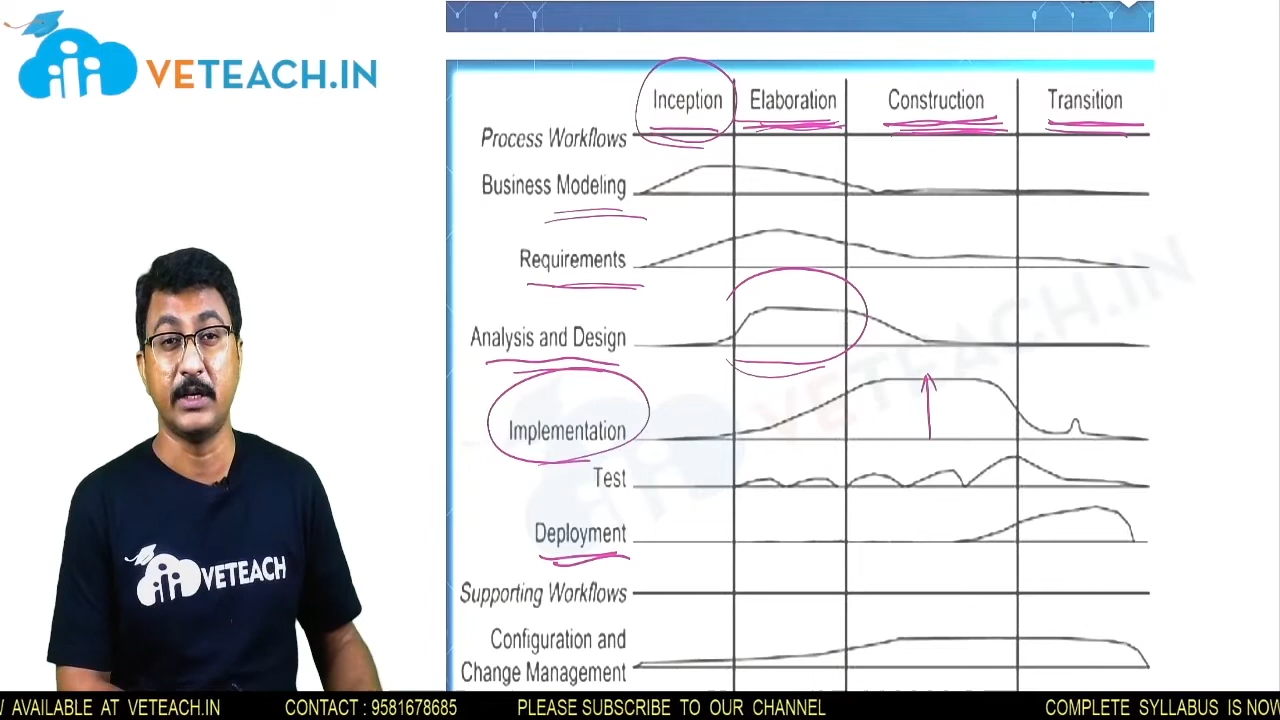 VETEACH.IN
Inception Elaboration Construction Transition
Process Workflows
Business Modeling
Requirements
Analysis and Design
Implementation
Test
Deployment
Supporting Workflows
Configuration and
Change Management
VETEACH
VETEACH.IN
AVAILABLE AT VETEACH.IN CONTACT : 9581678685 PLEASE SUBSCRIBE TO OUR CHANNEL COMPLETE SYLLABUS IS NOW